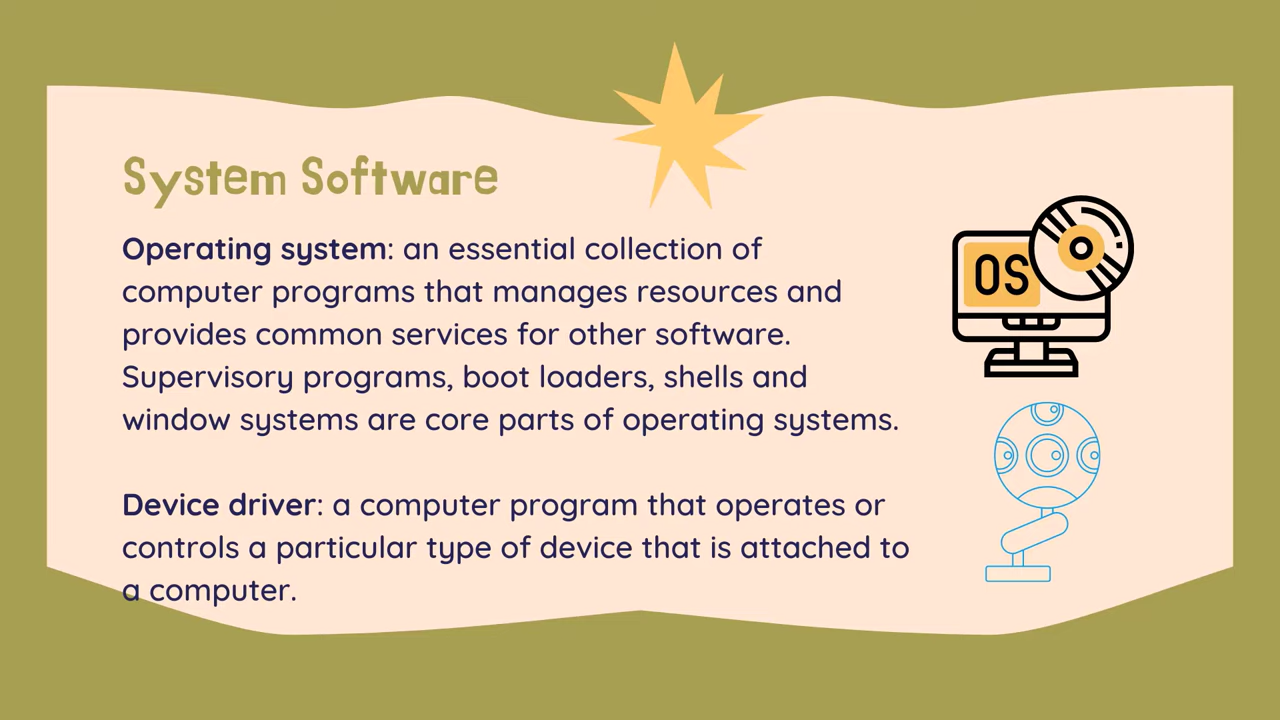 System Software
Operating system: an essential collection of
computer programs that manages resources and
provides common services for other software.
Supervisory programs, boot loaders, shells and
window systems are core parts of operating systems.
Device driver: a computer program that operates or
controls a particular type of device that is attached to
a computer.
OS